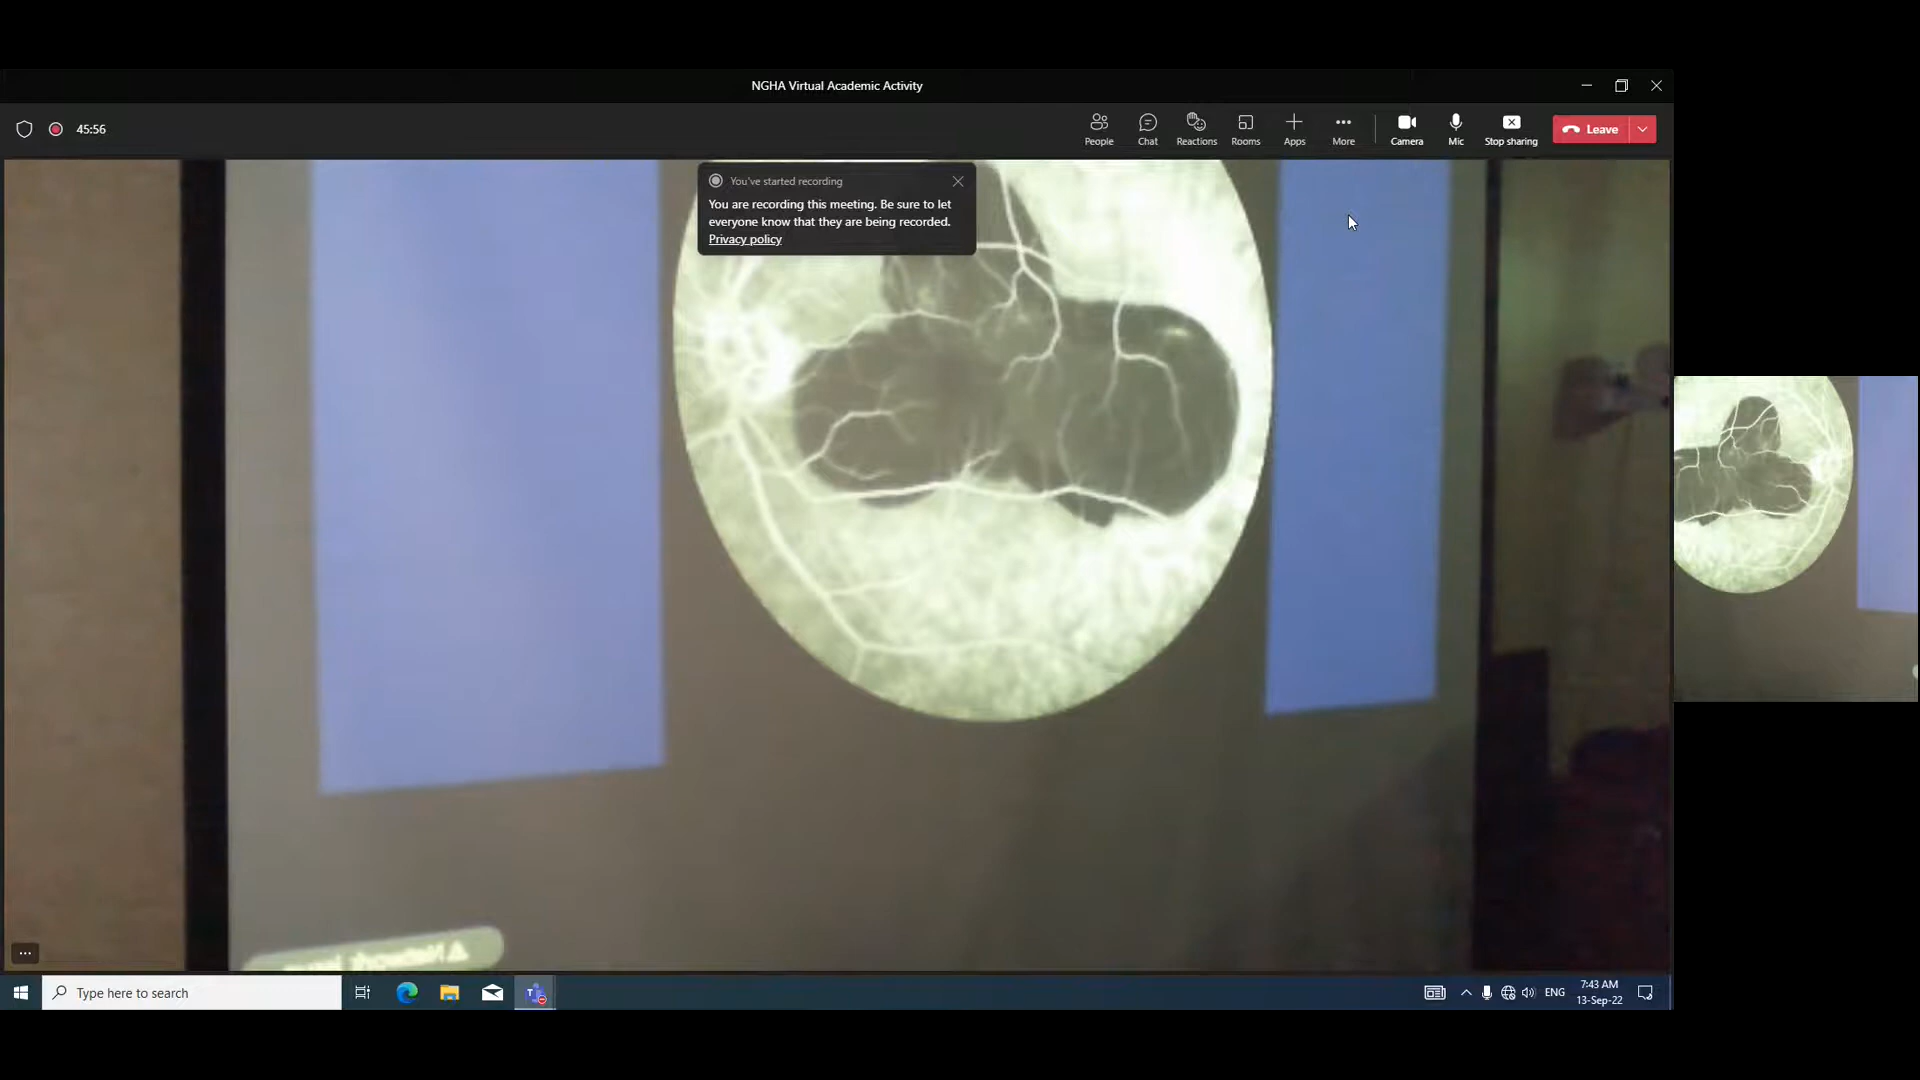 NGHA Virtual Academic Activity
45:56
People
Chat
Reactions
Rooms
Apps
More
Camera
Mic
Stop sharing
Leave
You've started recording
You are recording this meeting. Be sure to let
everyone know that they are being recorded.
Privacy policy
Type here to search
ENG
7:43 AM
13-Sep-22